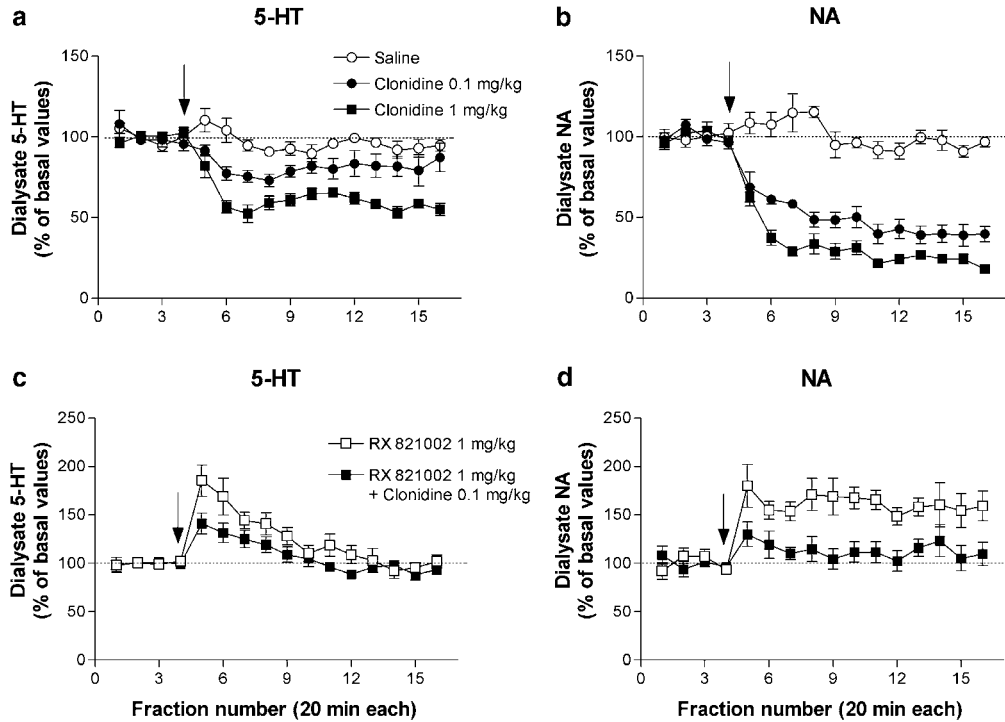 a
5-HT
Dialysate 5-HT
(% of basal values)
150
100
50
0
0
3
6
9
12
15
Saline
Clonidine 0.1 mg/kg
Clonidine 1 mg/kg
b
NA
Dialysate NA
(% of basal values)
150
100
50
0
0
3
6
9
12
15
c
5-HT
Dialysate 5-HT
(% of basal values)
250
200
150
100
50
0
0
3
6
9
12
15
Fraction number (20 min each)
RX 821002 1 mg/kg
RX 821002 1 mg/kg
+ Clonidine 0.1 mg/kg
d
NA
Dialysate NA
(% of basal values)
250
200
150
100
50
0
0
3
6
9
12
15
Fraction number (20 min each)